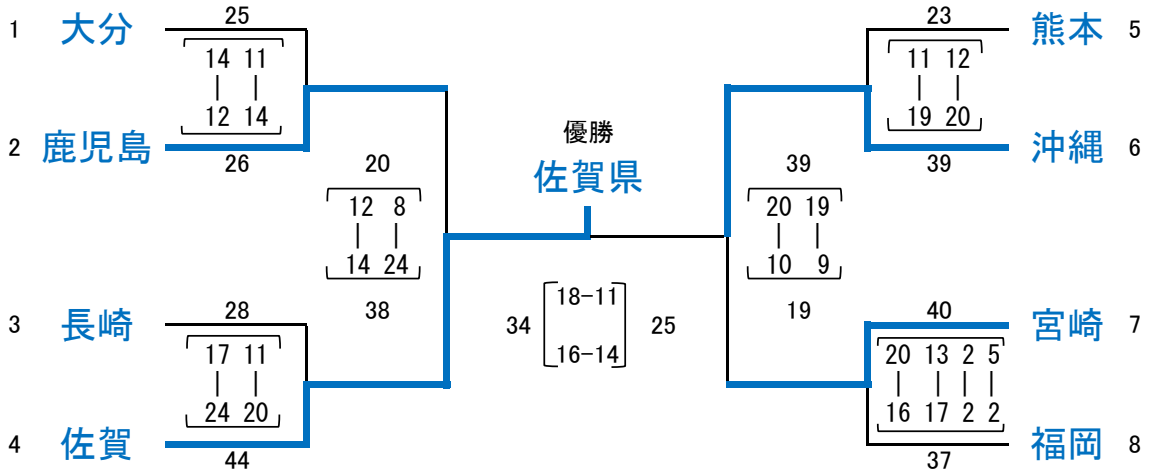 1 大分 25
14 11
12 14
2 鹿児島 26
20
12 8
14 24
38
3 長崎 28
17 11
24 20
4 佐賀 44
優勝
佐賀県
34 18-11 25
16-14
23 熊本 5
11 12
19 20
39 沖縄 6
39
20 19
10 9
19
40 宮崎 7
20 13 2 5
16 17 2 2
37 福岡 8